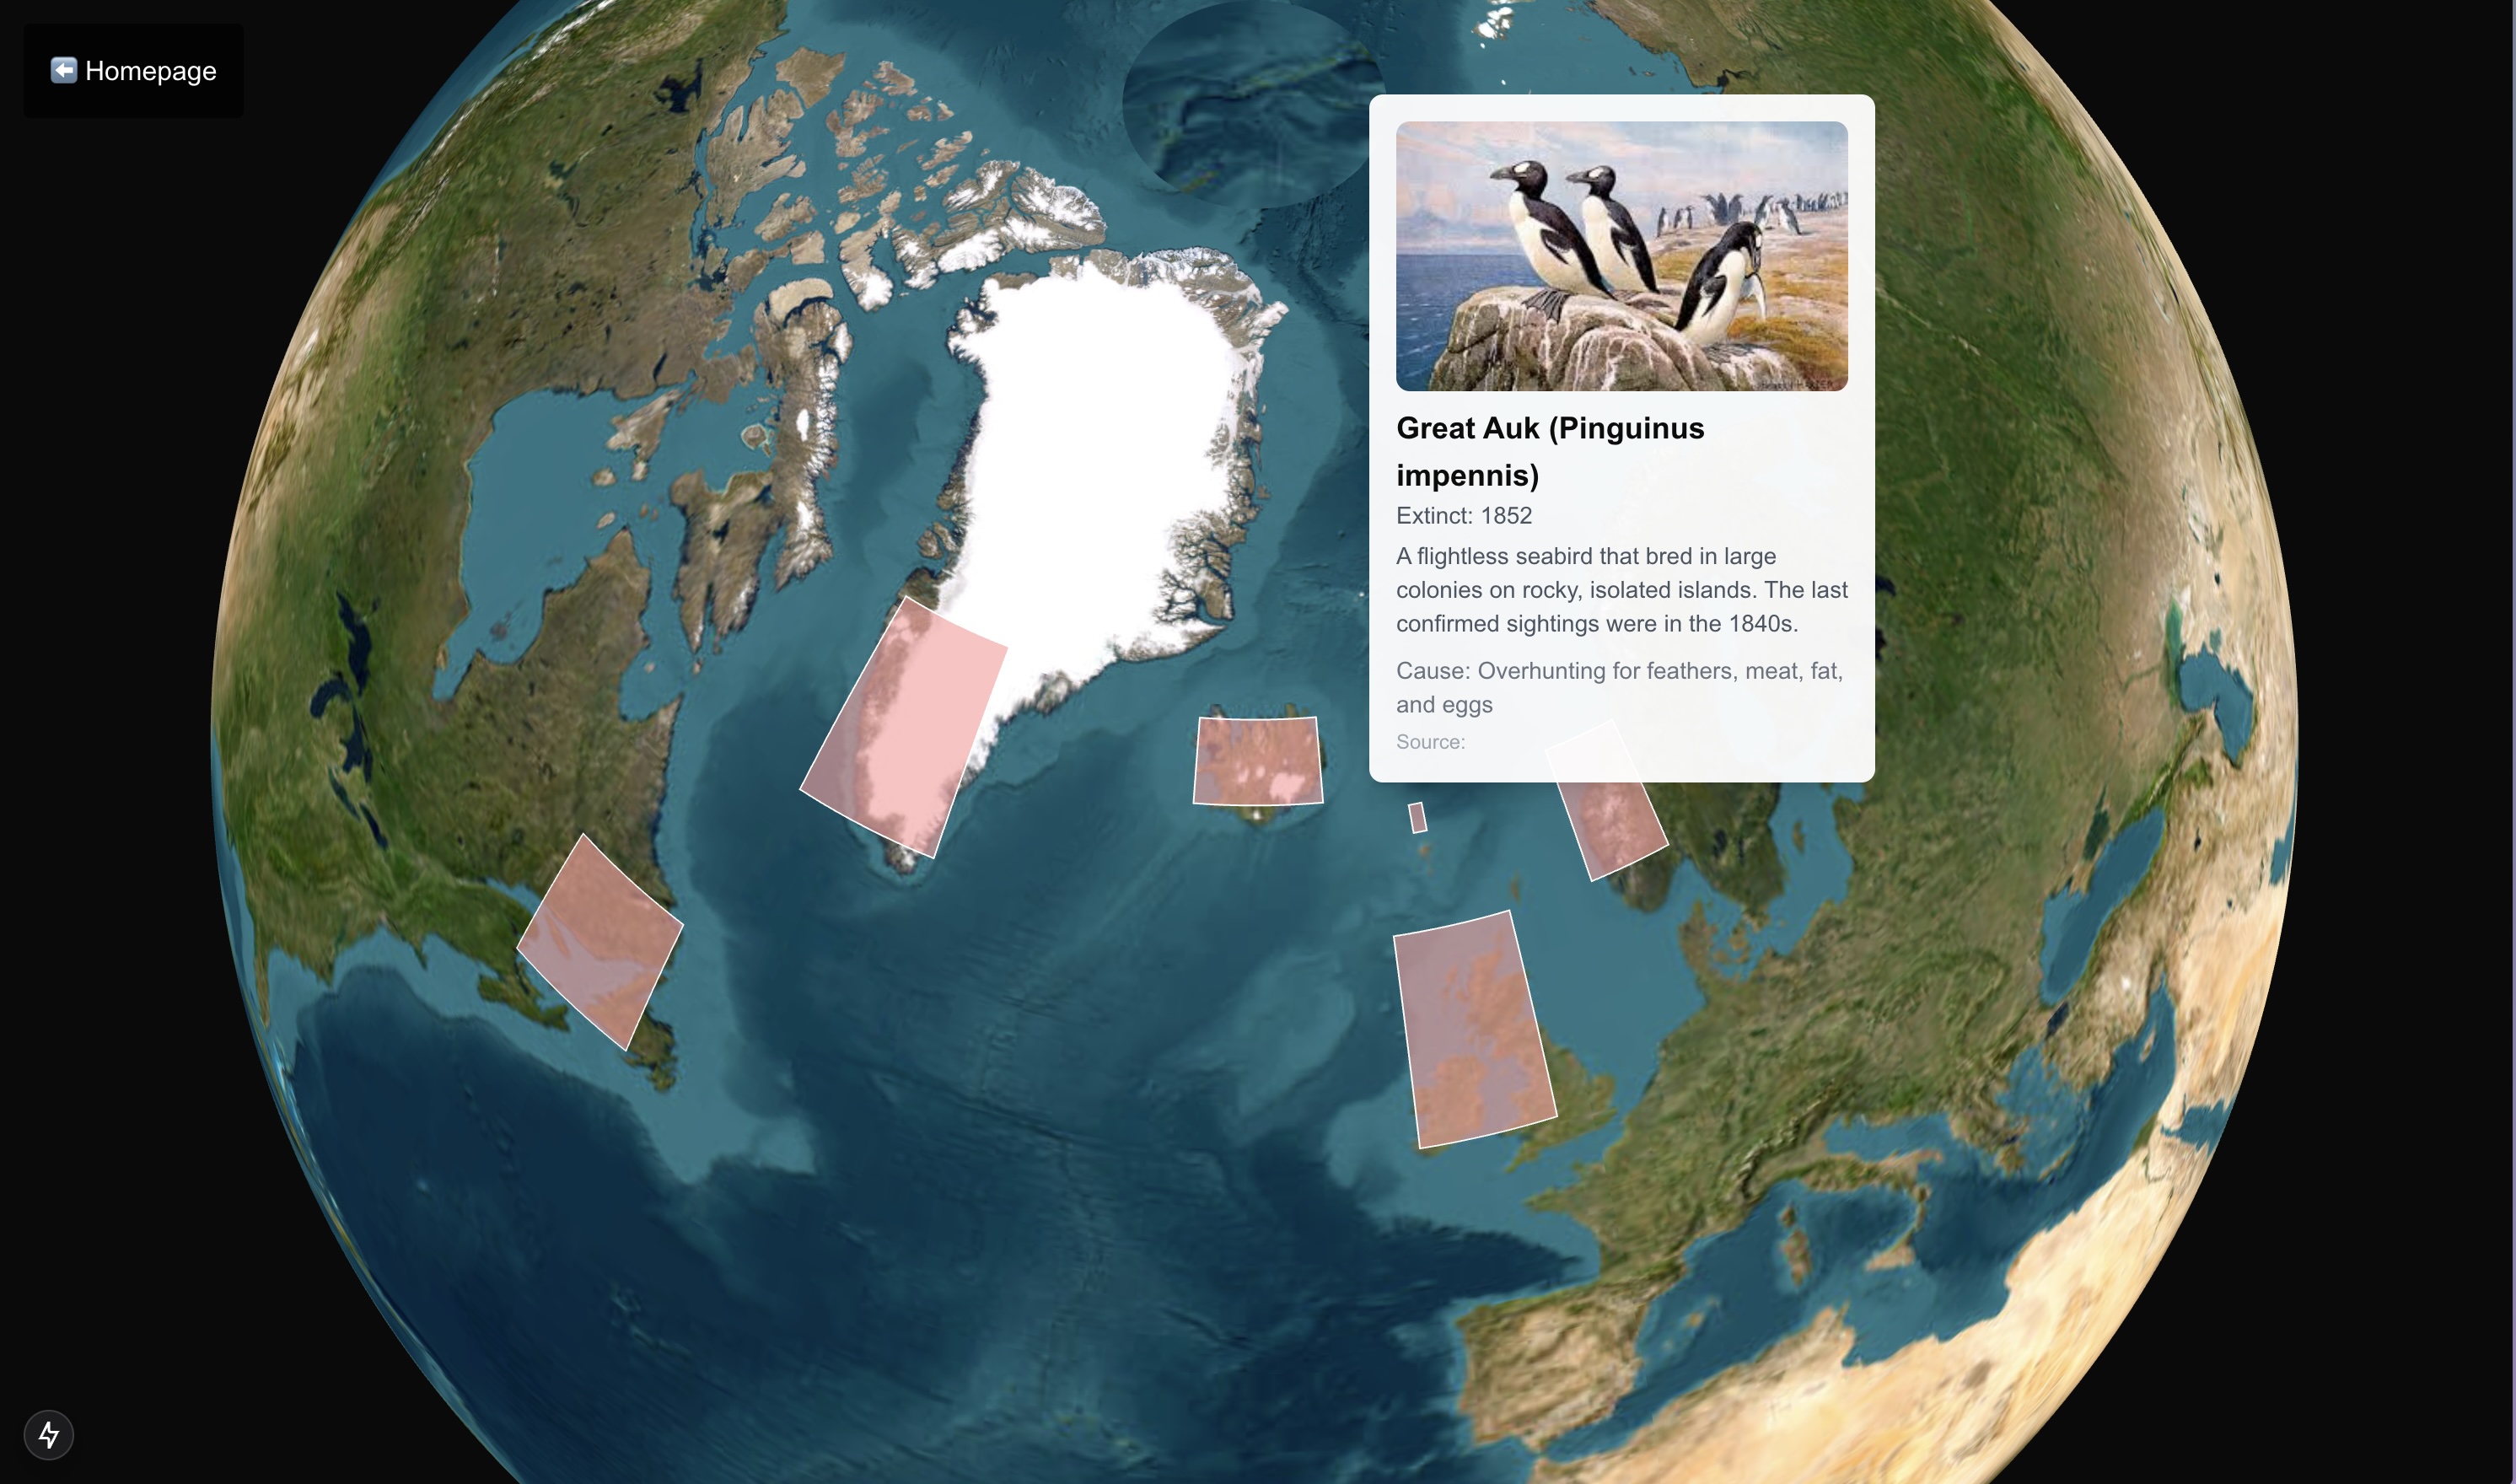 Homepage
Great Auk (Pinguinus
impennis)
Extinct: 1852
A flightless seabird that bred in large
colonies on rocky, isolated islands. The last
confirmed sightings were in the 1840s.
Cause: Overhunting for feathers, meat, fat,
and eggs
Source: